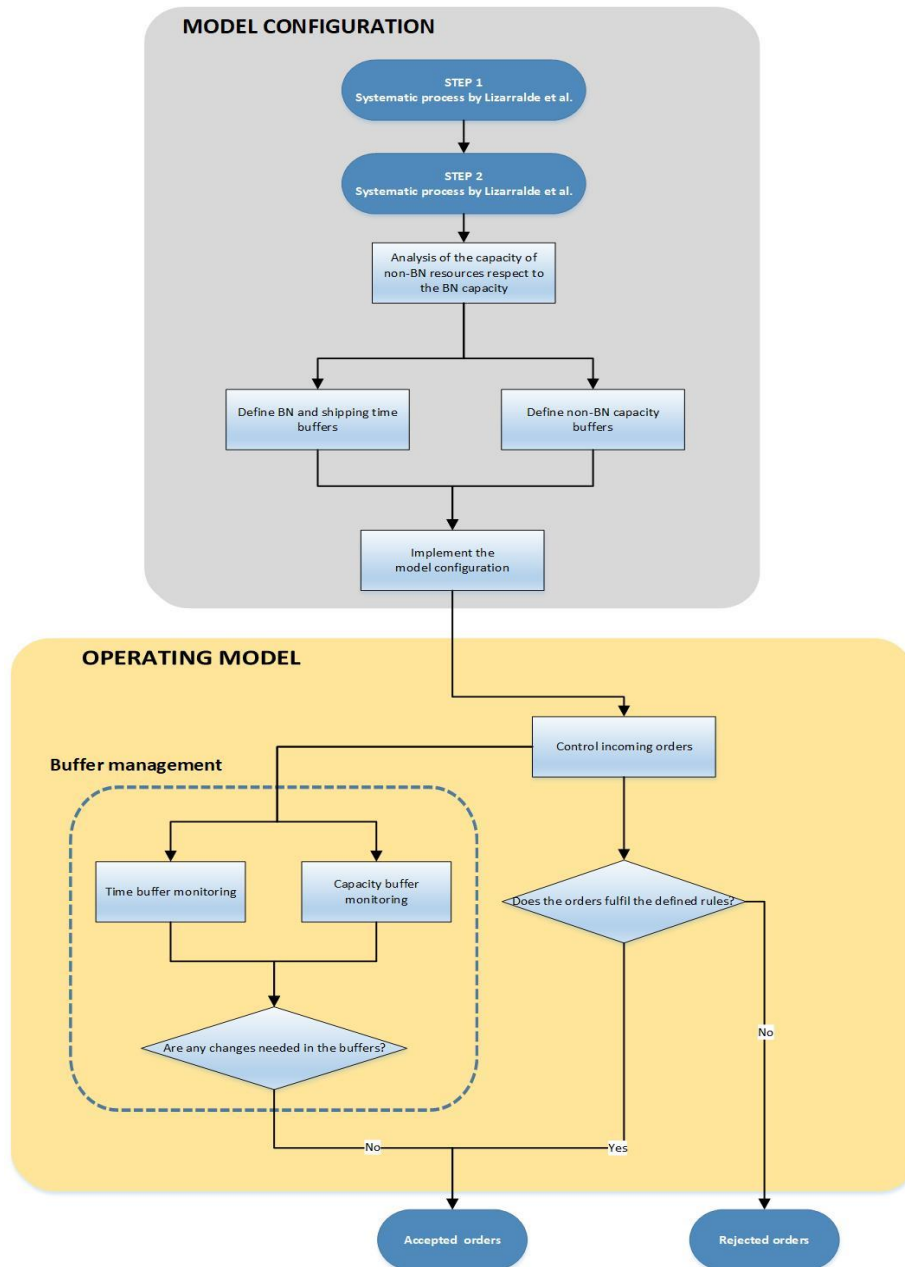 MODEL CONFIGURATION
STEP 1
Systematic process by Lizarralde et al.
STEP 2
Systematic process by Lizarralde et al.
Analysis of the capacity of
non-BN resources respect to
the BN capacity
Define BN and shipping time
buffers
Define non-BN capacity
buffers
Implement the
model configuration
OPERATING MODEL
Control incoming orders
Buffer management
Time buffer monitoring
Capacity buffer
monitoring
Does the orders fulfil the defined rules?
Are any changes needed in the buffers?
No
No
Yes
Accepted orders
Rejected orders